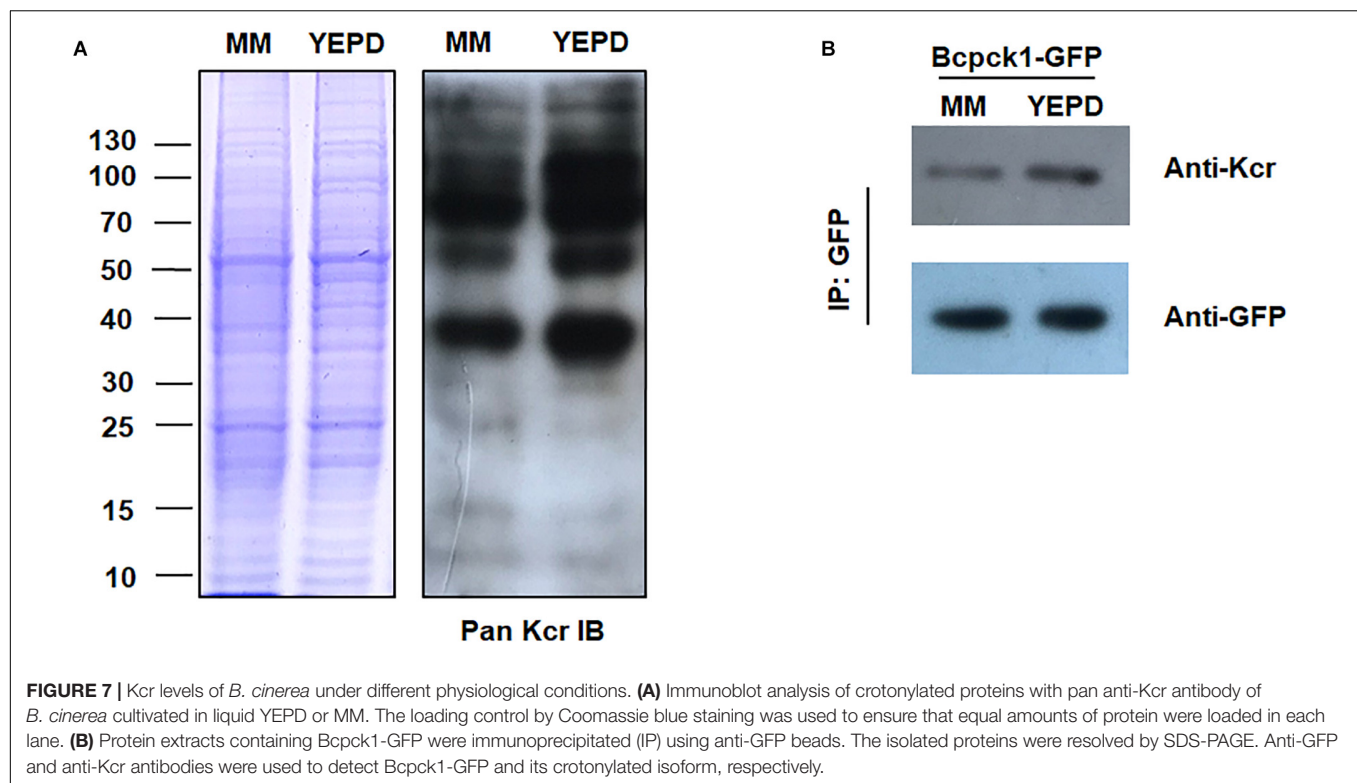 A
MM YEPD
MM YEPD
130
100
70
50
40
30
25
15
10
Pan Kcr IB
B
Bcpck1-GFP
MM YEPD
Anti-Kcr
IP: GFP
Anti-GFP
FIGURE 7 | Kcr levels of B. cinerea under different physiological conditions. (A) Immunoblot analysis of crotonylated proteins with pan anti-Kcr antibody of
B. cinerea cultivated in liquid YEPD or MM. The loading control by Coomassie blue staining was used to ensure that equal amounts of protein were loaded in each
lane. (B) Protein extracts containing Bcpck1-GFP were immunoprecipitated (IP) using anti-GFP beads. The isolated proteins were resolved by SDS-PAGE. Anti-GFP
and anti-Kcr antibodies were used to detect Bcpck1-GFP and its crotonylated isoform, respectively.